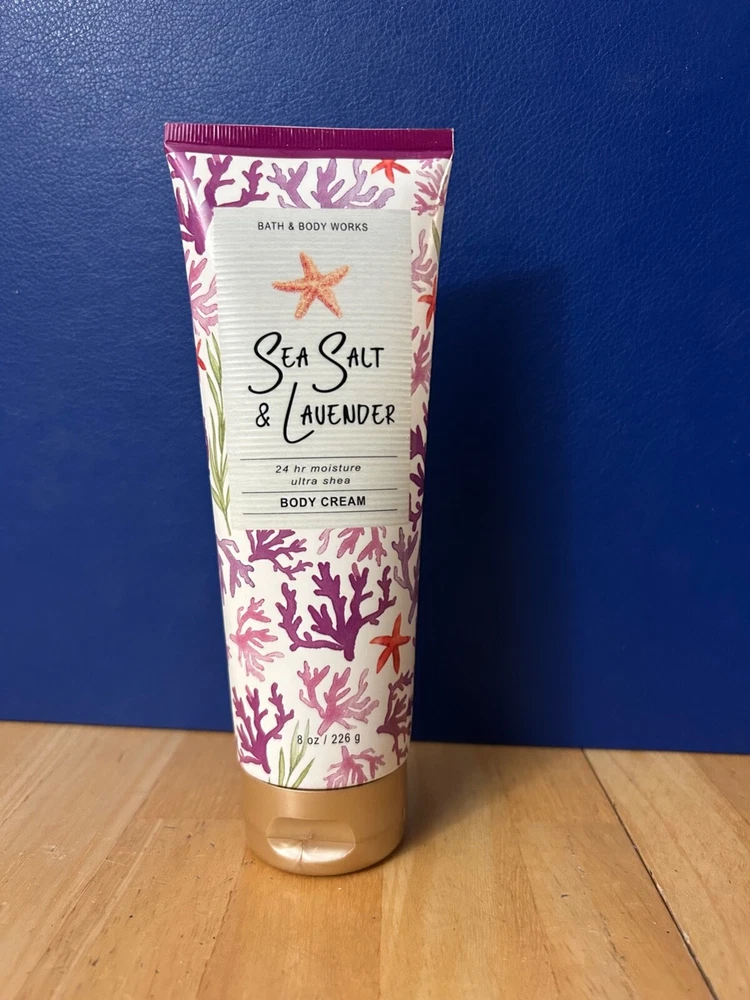 BATH & BODY WORKS
SEA SALT
& LAVENDER
24 hr moisture
ultra shea
BODY CREAM
8 oz / 226 g